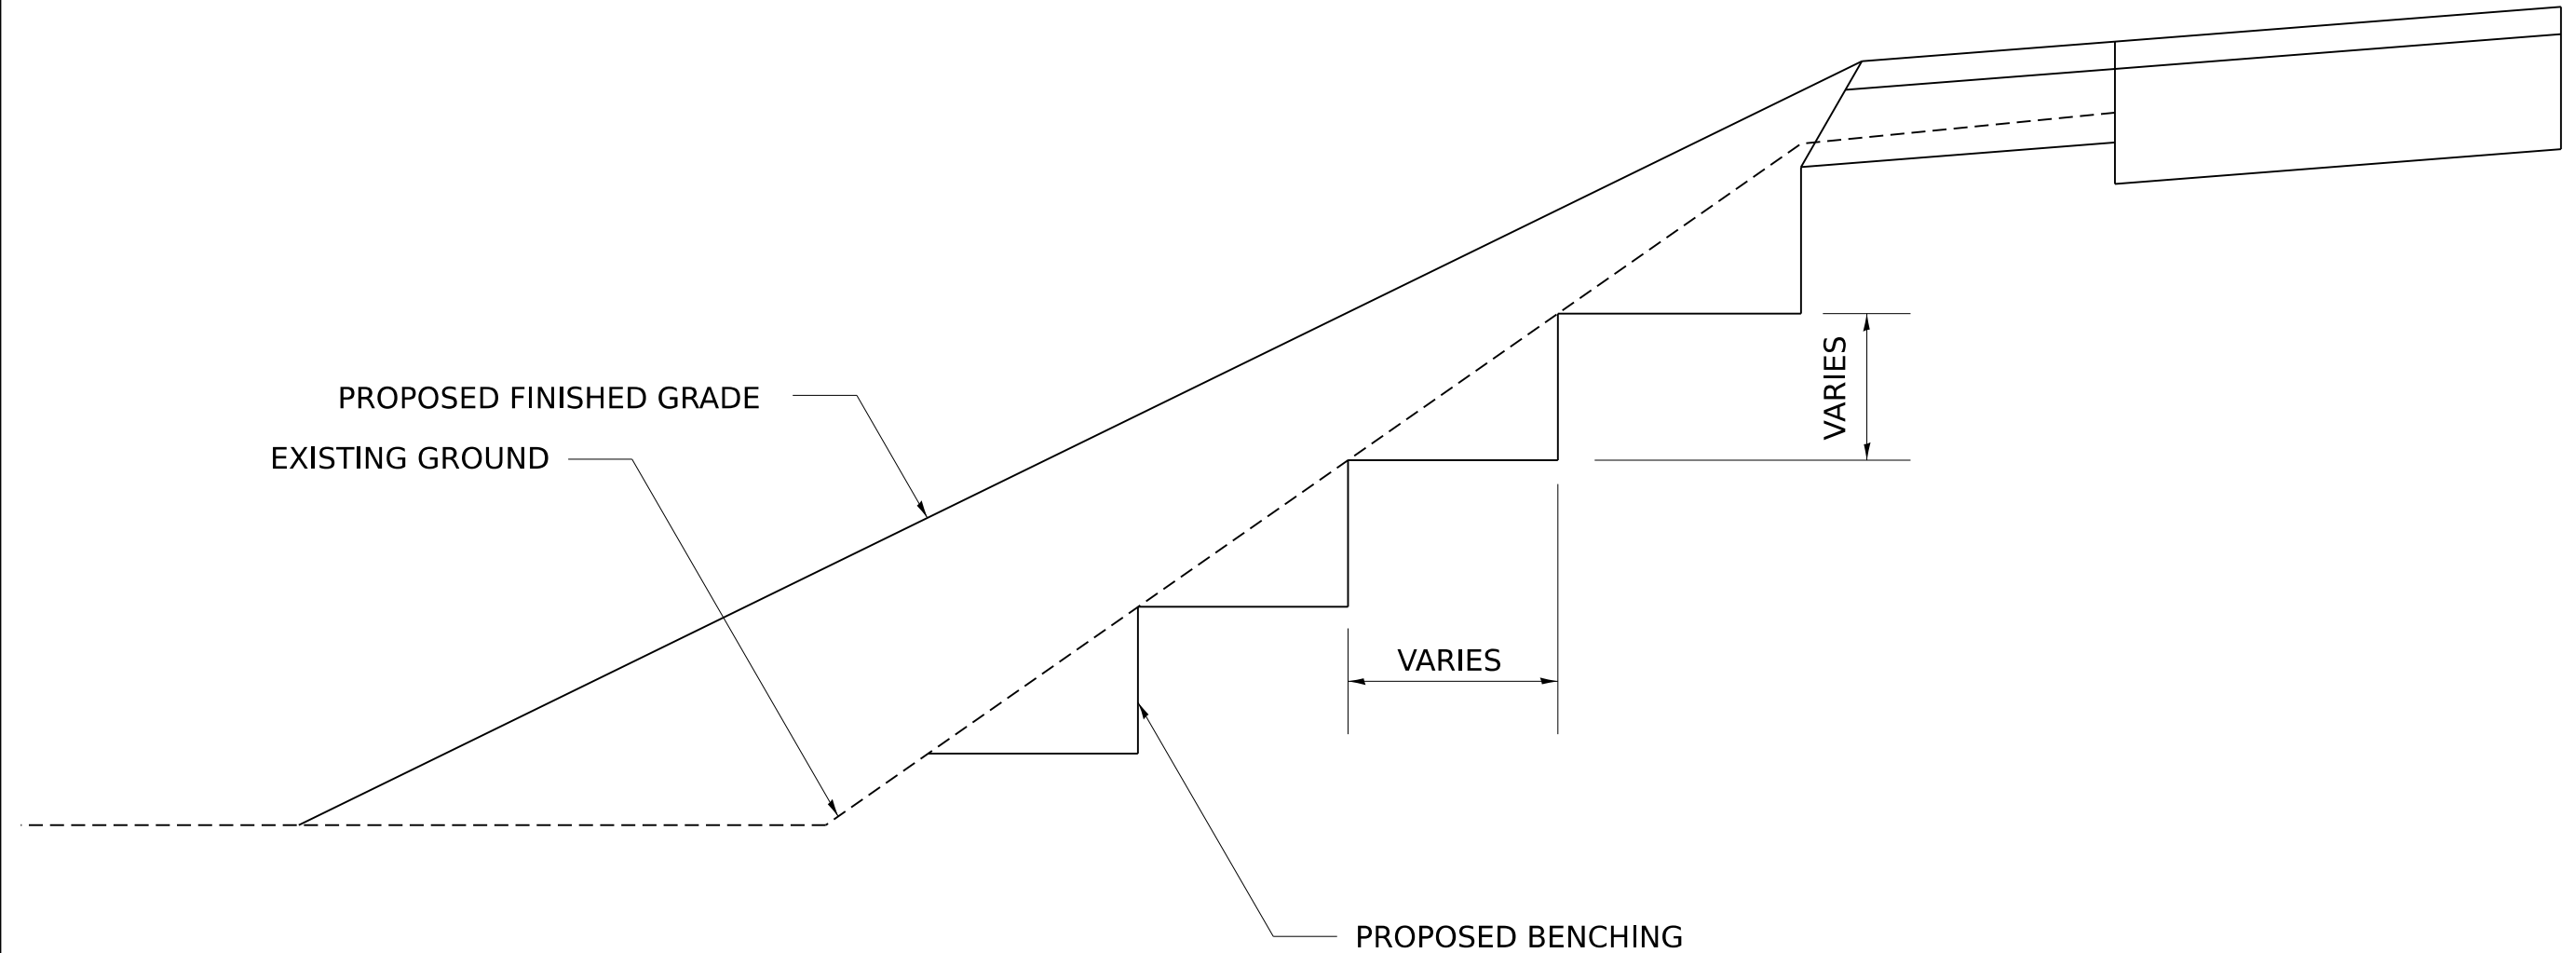 PROPOSED FINISHED GRADE
EXISTING GROUND
VARIES
VARIES
PROPOSED BENCHING